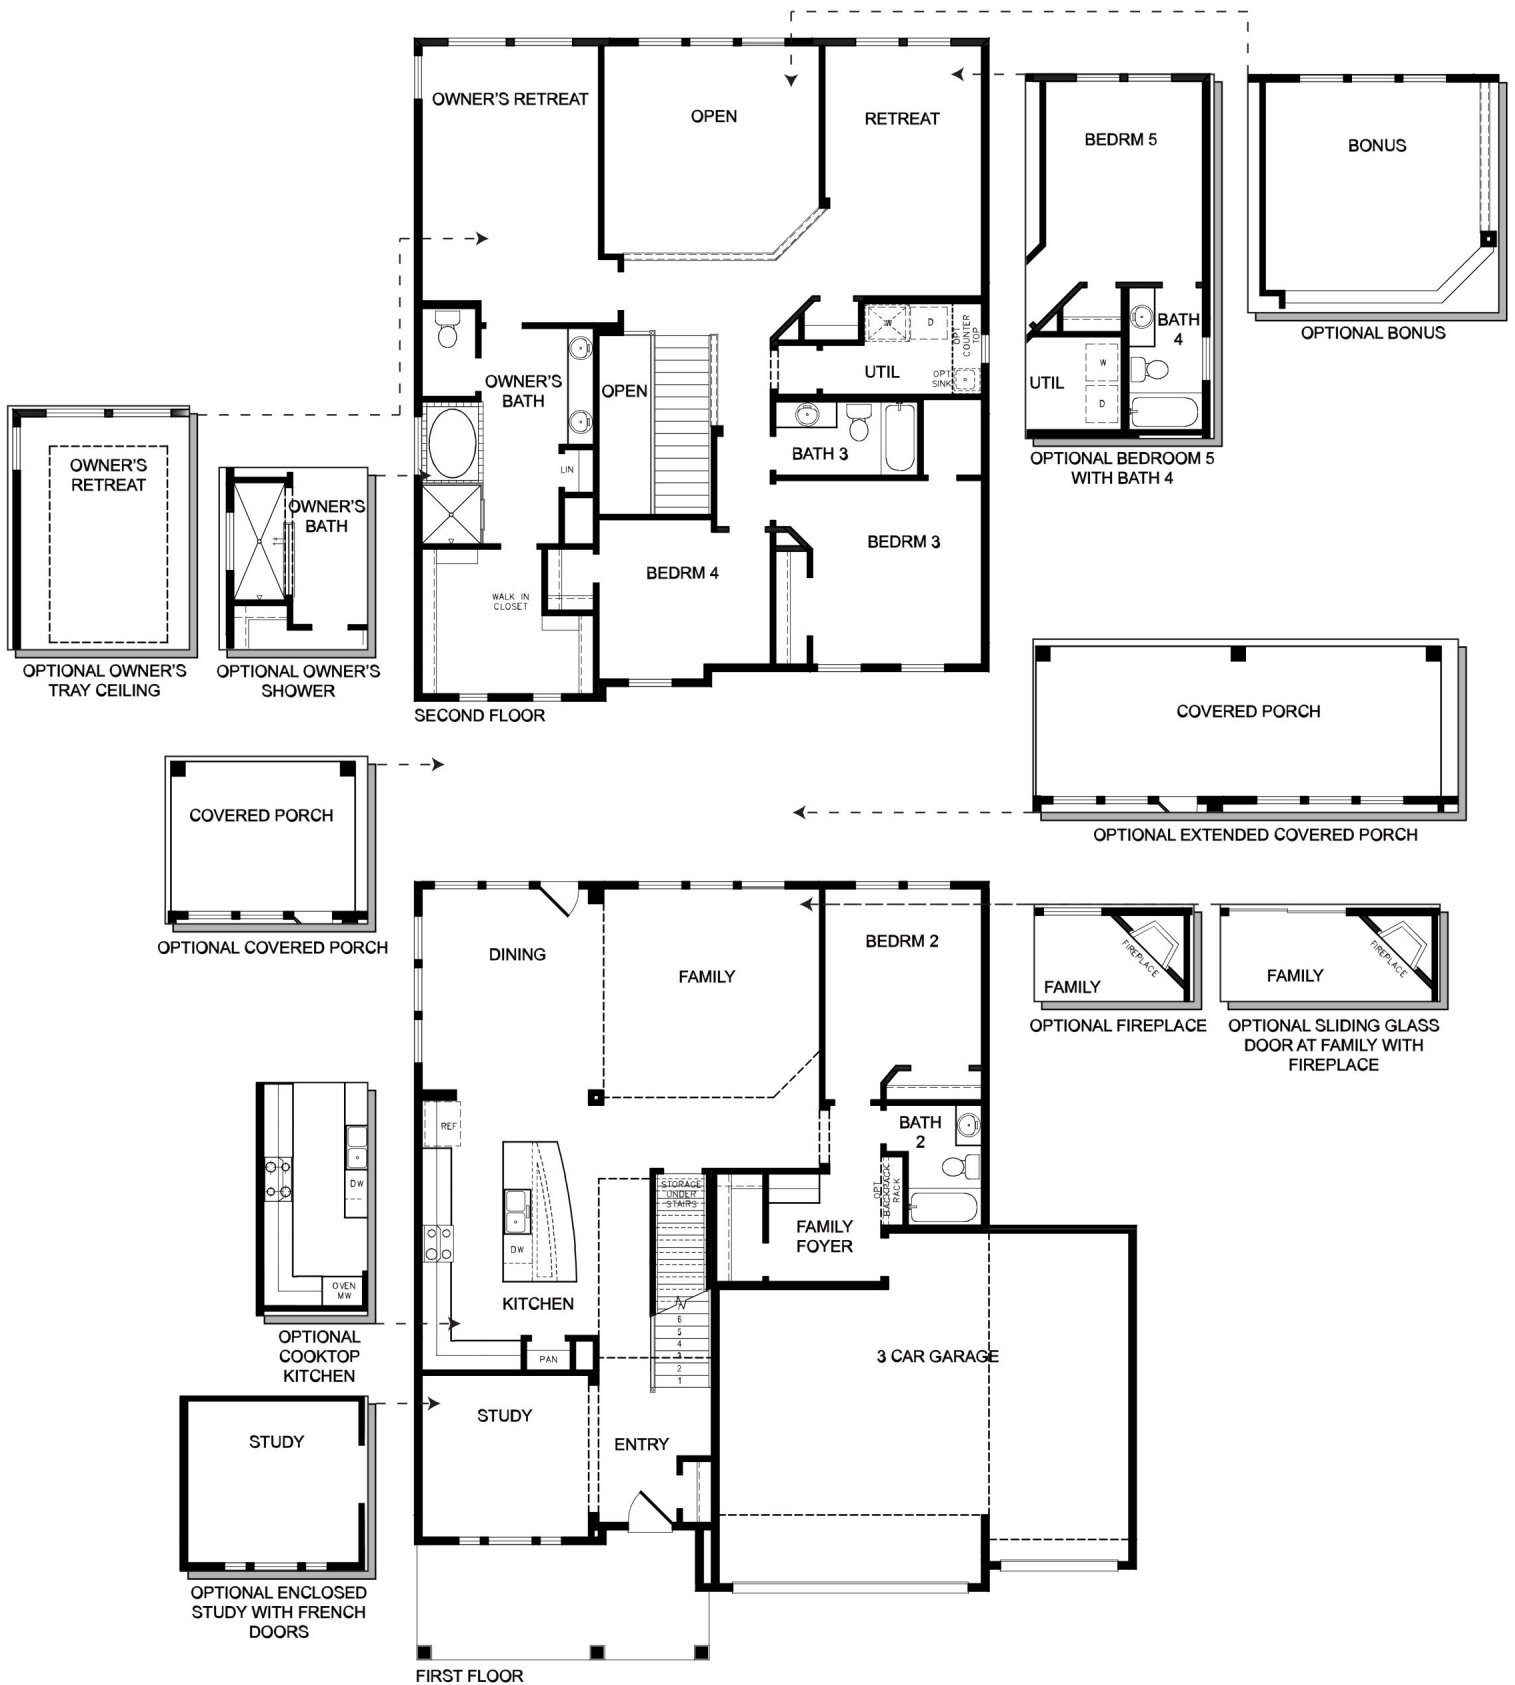 OWNER'S RETREAT
OPEN
RETREAT
BEDRM 5
BONUS
OPTIONAL BONUS
W
D
OPT
COUNTER
TOP
UTIL
OPT
SINK
BATH
4
UTIL
W
D
OPTIONAL BEDROOM 5
WITH BATH 4
OWNER'S
BATH
OPEN
LIN
BATH 3
BEDRM 3
BEDRM 4
WALK IN
CLOSET
OWNER'S
RETREAT
OPTIONAL OWNER'S
TRAY CEILING
OWNER'S
BATH
OPTIONAL OWNER'S
SHOWER
SECOND FLOOR
COVERED PORCH
OPTIONAL EXTENDED COVERED PORCH
COVERED PORCH
OPTIONAL COVERED PORCH
DINING
FAMILY
BEDRM 2
FIREPLACE
FAMILY
OPTIONAL FIREPLACE
FIREPLACE
FAMILY
OPTIONAL SLIDING GLASS
DOOR AT FAMILY WITH
FIREPLACE
REF
BATH
2
DW
OVEN
MW
OPTIONAL
COOKTOP
KITCHEN
STORAGE
UNDER
STAIRS
OPT
BACKPACK
RACK
FAMILY
FOYER
DW
KITCHEN
PAN
6
5
4
3
2
1
3 CAR GARAGE
STUDY
ENTRY
STUDY
OPTIONAL ENCLOSED
STUDY WITH FRENCH
DOORS
FIRST FLOOR